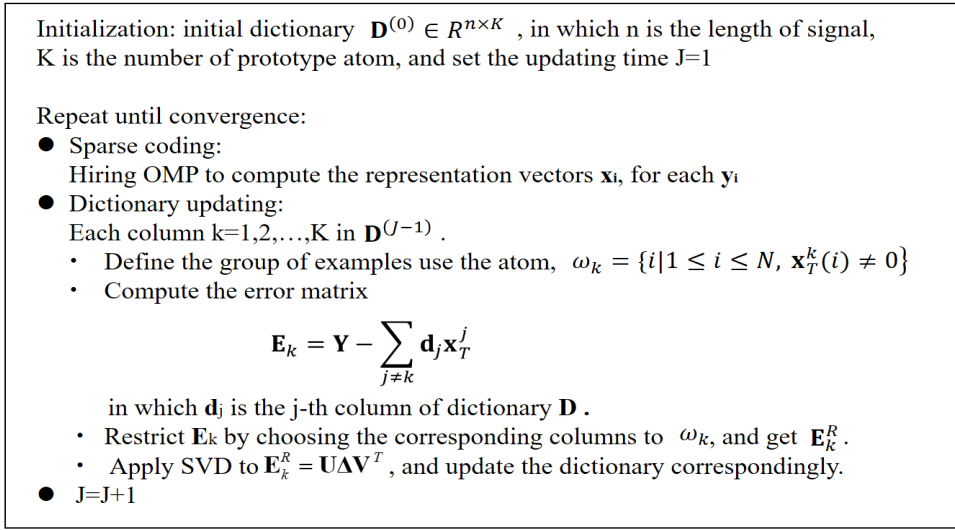 Initialization: initial dictionary 𝐃⁽⁰⁾ ∈ Rⁿˣᴷ , in which n is the length of signal,
K is the number of prototype atom, and set the updating time J=1
Repeat until convergence:
● Sparse coding:
Hiring OMP to compute the representation vectors 𝐱ᵢ, for each 𝐲ᵢ
● Dictionary updating:
Each column k=1,2,…,K in 𝐃⁽ᴶ⁻¹⁾ .
• Define the group of examples use the atom, ωₖ = {i|1 ≤ i ≤ N, 𝐱_T^k(i) ≠ 0}
• Compute the error matrix
𝐄ₖ = 𝐘 − ∑_{j≠k} 𝐝ⱼ𝐱_T^j
in which 𝐝ⱼ is the j-th column of dictionary 𝐃 .
• Restrict 𝐄ₖ by choosing the corresponding columns to ωₖ, and get 𝐄_k^R .
• Apply SVD to 𝐄_k^R = 𝐔𝚫𝐕ᵀ , and update the dictionary correspondingly.
● J=J+1